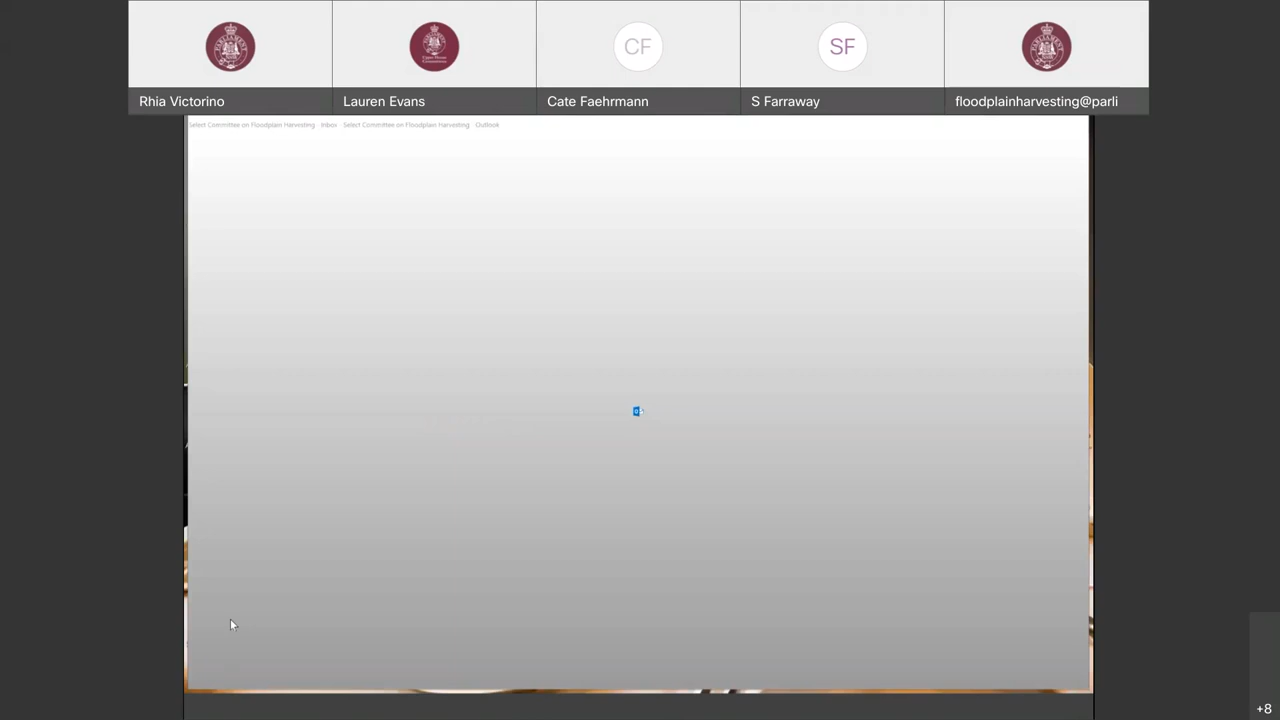 CF
SF
Rhia Victorino
Lauren Evans
Cate Faehrmann
S Farraway
floodplainharvesting@parli
Select Committee on Floodplain Harvesting - Inbox - Select Committee on Floodplain Harvesting - Outlook
+8